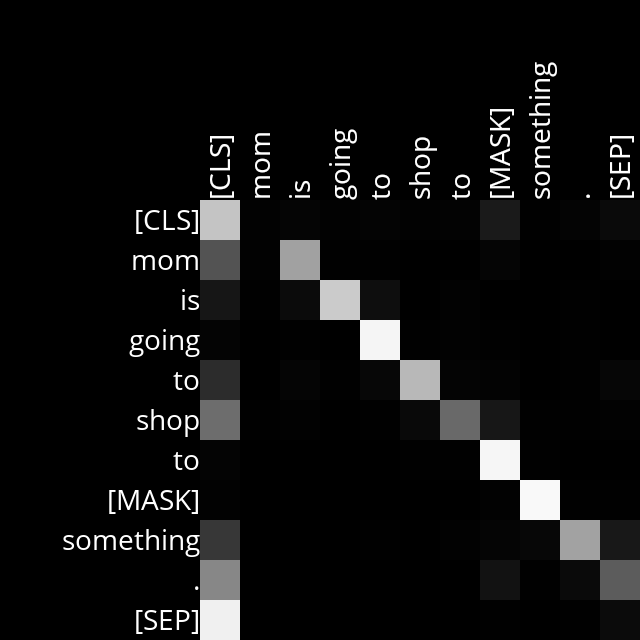 [CLS]
mom
is
going
to
shop
to
[MASK]
something
.
[SEP]
[CLS]
mom
is
going
to
shop
to
[MASK]
something
.
[SEP]